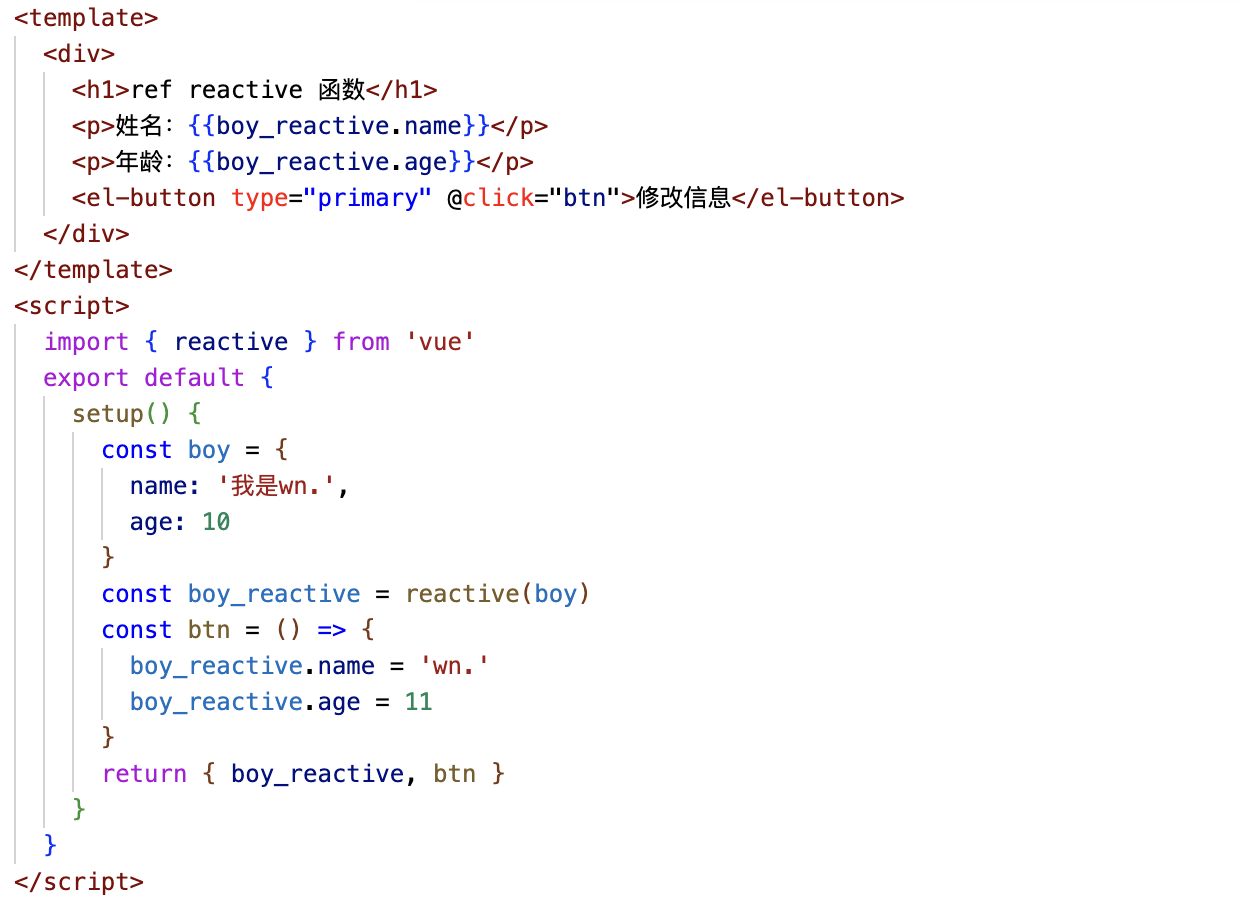 <template>
  <div>
    <h1>ref reactive 函数</h1>
    <p>姓名：{{boy_reactive.name}}</p>
    <p>年龄：{{boy_reactive.age}}</p>
    <el-button type="primary" @click="btn">修改信息</el-button>
  </div>
</template>
<script>
  import { reactive } from 'vue'
  export default {
    setup() {
      const boy = {
        name: '我是wn.',
        age: 10
      }
      const boy_reactive = reactive(boy)
      const btn = () => {
        boy_reactive.name = 'wn.'
        boy_reactive.age = 11
      }
      return { boy_reactive, btn }
    }
  }
</script>